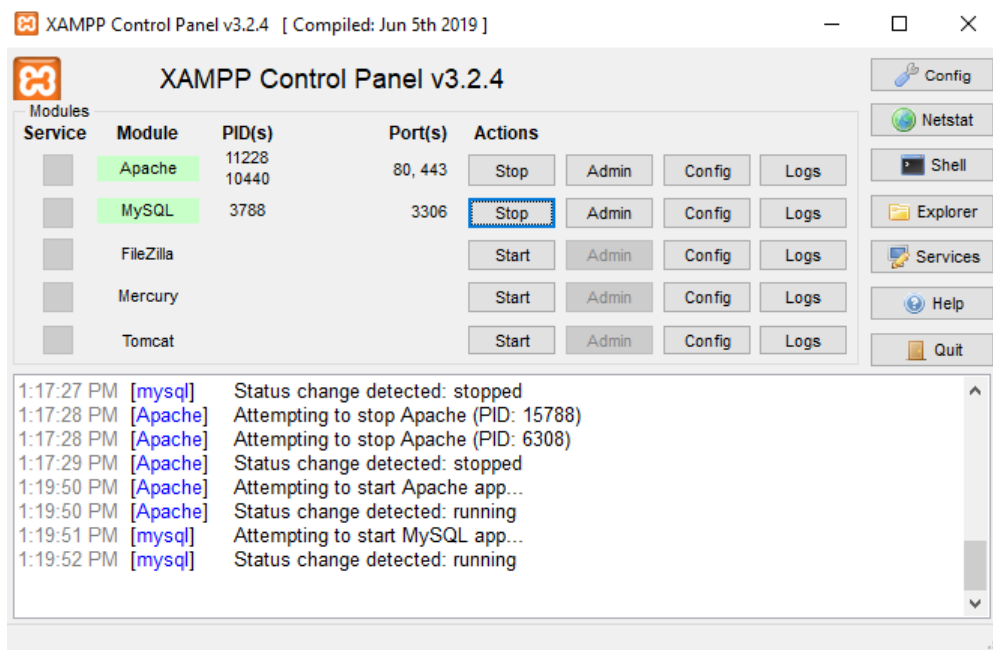 XAMPP Control Panel v3.2.4 [ Compiled: Jun 5th 2019 ]
XAMPP Control Panel v3.2.4
Config
Modules
Service Module PID(s) Port(s) Actions
Netstat
Apache 11228 10440 80, 443 Stop Admin Config Logs
Shell
MySQL 3788 3306 Stop Admin Config Logs
Explorer
FileZilla Start Admin Config Logs
Services
Mercury Start Admin Config Logs
Help
Tomcat Start Admin Config Logs
Quit
1:17:27 PM [mysql] Status change detected: stopped
1:17:28 PM [Apache] Attempting to stop Apache (PID: 15788)
1:17:28 PM [Apache] Attempting to stop Apache (PID: 6308)
1:17:29 PM [Apache] Status change detected: stopped
1:19:50 PM [Apache] Attempting to start Apache app...
1:19:50 PM [Apache] Status change detected: running
1:19:51 PM [mysql] Attempting to start MySQL app...
1:19:52 PM [mysql] Status change detected: running